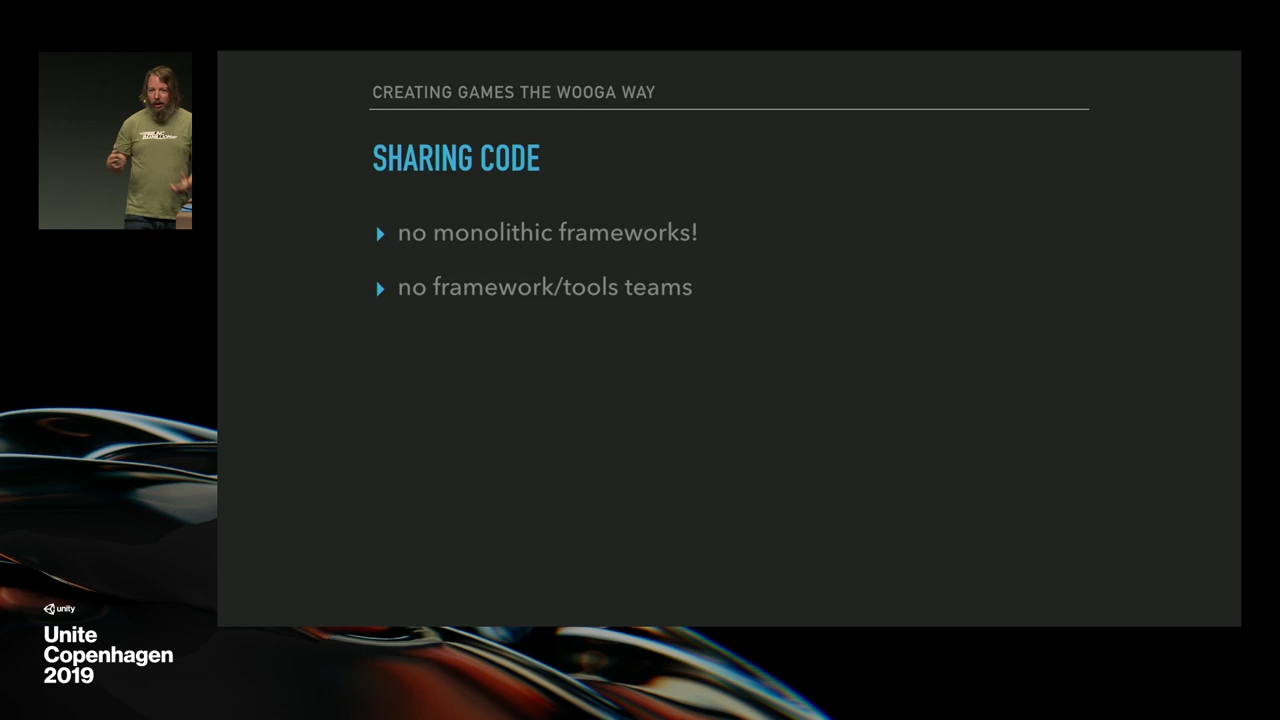 CREATING GAMES THE WOOGA WAY
SHARING CODE
no monolithic frameworks!
no framework/tools teams
unity
Unite
Copenhagen
2019